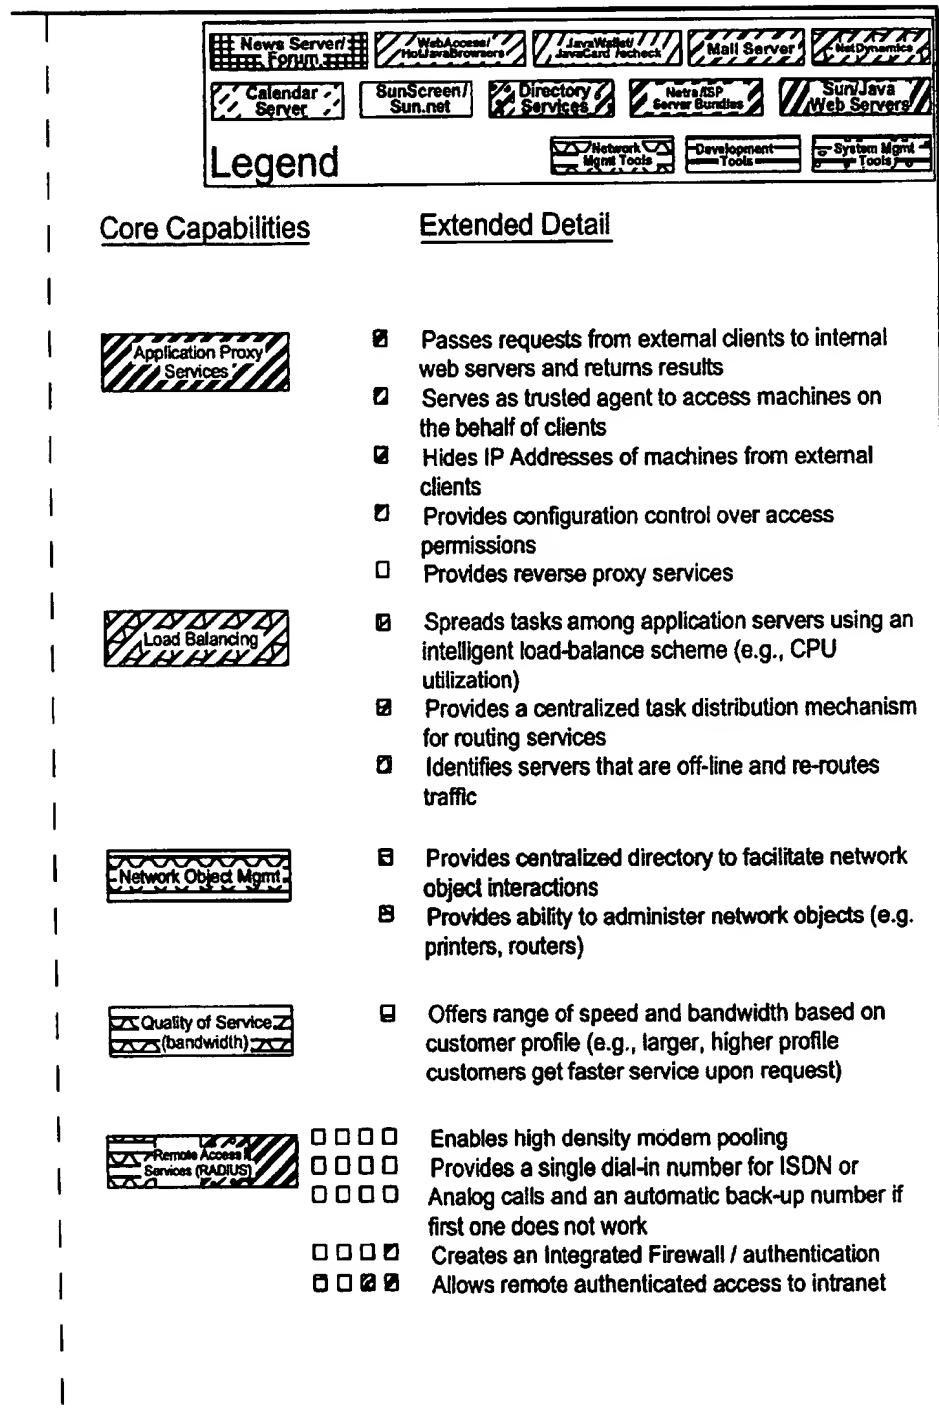 News Server/ Forum
WebAccess/ HotJavaBrowsers
JavaWallet/ JavaCard /echeck
Mail Server
NetDynamics
Calendar Server
SunScreen/ Sun.net
Directory Services
Netra/ISP Server Bundles
Sun/Java Web Servers
Legend
Network Mgmt Tools
Development Tools
System Mgmt Tools
Core Capabilities
Extended Detail
Application Proxy Services
Passes requests from external clients to internal
web servers and returns results
Serves as trusted agent to access machines on
the behalf of clients
Hides IP Addresses of machines from external
clients
Provides configuration control over access
permissions
Provides reverse proxy services
Load Balancing
Spreads tasks among application servers using an
intelligent load-balance scheme (e.g., CPU
utilization)
Provides a centralized task distribution mechanism
for routing services
Identifies servers that are off-line and re-routes
traffic
Network Object Mgmt
Provides centralized directory to facilitate network
object interactions
Provides ability to administer network objects (e.g.
printers, routers)
Quality of Service
(bandwidth)
Offers range of speed and bandwidth based on
customer profile (e.g., larger, higher profile
customers get faster service upon request)
Remote Access
Services (RADIUS)
Enables high density modem pooling
Provides a single dial-in number for ISDN or
Analog calls and an automatic back-up number if
first one does not work
Creates an Integrated Firewall / authentication
Allows remote authenticated access to intranet